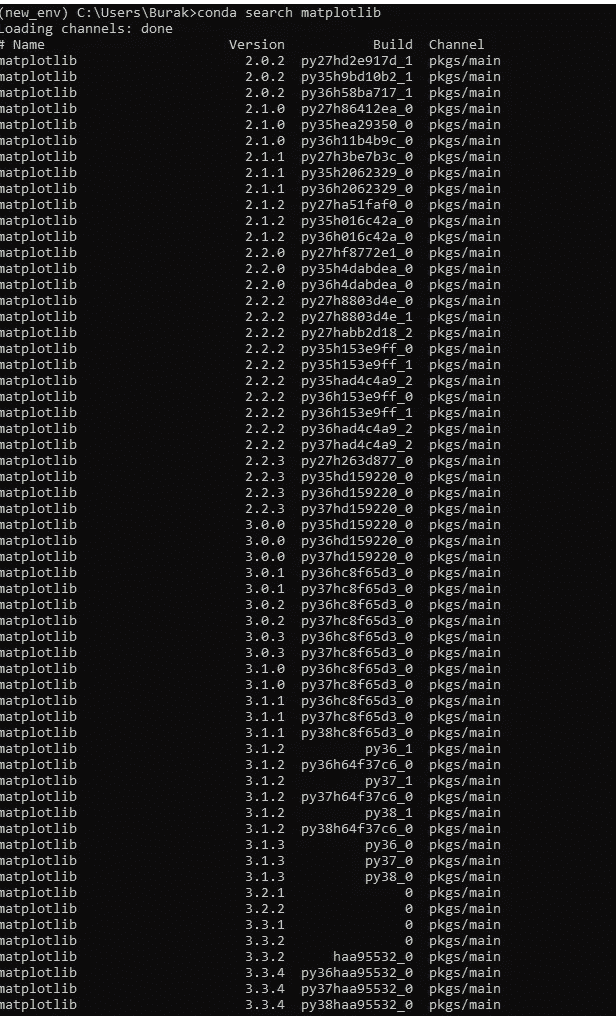 (new_env) C:\Users\Burak>conda search matplotlib
Loading channels: done
# Name Version Build Channel
matplotlib 2.0.2 py27hd2e917d_1 pkgs/main
matplotlib 2.0.2 py35h9bd10b2_1 pkgs/main
matplotlib 2.0.2 py36h58ba717_1 pkgs/main
matplotlib 2.1.0 py27h86412ea_0 pkgs/main
matplotlib 2.1.0 py35hea29350_0 pkgs/main
matplotlib 2.1.0 py36h11b4b9c_0 pkgs/main
matplotlib 2.1.1 py27h3be7b3c_0 pkgs/main
matplotlib 2.1.1 py35h2062329_0 pkgs/main
matplotlib 2.1.1 py36h2062329_0 pkgs/main
matplotlib 2.1.2 py27ha51faf0_0 pkgs/main
matplotlib 2.1.2 py35h016c42a_0 pkgs/main
matplotlib 2.1.2 py36h016c42a_0 pkgs/main
matplotlib 2.2.0 py27hf8772e1_0 pkgs/main
matplotlib 2.2.0 py35h4dabdea_0 pkgs/main
matplotlib 2.2.0 py36h4dabdea_0 pkgs/main
matplotlib 2.2.2 py27h8803d4e_0 pkgs/main
matplotlib 2.2.2 py27h8803d4e_1 pkgs/main
matplotlib 2.2.2 py27habb2d18_2 pkgs/main
matplotlib 2.2.2 py35h153e9ff_0 pkgs/main
matplotlib 2.2.2 py35h153e9ff_1 pkgs/main
matplotlib 2.2.2 py35had4c4a9_2 pkgs/main
matplotlib 2.2.2 py36h153e9ff_0 pkgs/main
matplotlib 2.2.2 py36h153e9ff_1 pkgs/main
matplotlib 2.2.2 py36had4c4a9_2 pkgs/main
matplotlib 2.2.2 py37had4c4a9_2 pkgs/main
matplotlib 2.2.3 py27h263d877_0 pkgs/main
matplotlib 2.2.3 py35hd159220_0 pkgs/main
matplotlib 2.2.3 py36hd159220_0 pkgs/main
matplotlib 2.2.3 py37hd159220_0 pkgs/main
matplotlib 3.0.0 py35hd159220_0 pkgs/main
matplotlib 3.0.0 py36hd159220_0 pkgs/main
matplotlib 3.0.0 py37hd159220_0 pkgs/main
matplotlib 3.0.1 py36hc8f65d3_0 pkgs/main
matplotlib 3.0.1 py37hc8f65d3_0 pkgs/main
matplotlib 3.0.2 py36hc8f65d3_0 pkgs/main
matplotlib 3.0.2 py37hc8f65d3_0 pkgs/main
matplotlib 3.0.3 py36hc8f65d3_0 pkgs/main
matplotlib 3.0.3 py37hc8f65d3_0 pkgs/main
matplotlib 3.1.0 py36hc8f65d3_0 pkgs/main
matplotlib 3.1.0 py37hc8f65d3_0 pkgs/main
matplotlib 3.1.1 py36hc8f65d3_0 pkgs/main
matplotlib 3.1.1 py37hc8f65d3_0 pkgs/main
matplotlib 3.1.1 py38hc8f65d3_0 pkgs/main
matplotlib 3.1.2 py36_1 pkgs/main
matplotlib 3.1.2 py36h64f37c6_0 pkgs/main
matplotlib 3.1.2 py37_1 pkgs/main
matplotlib 3.1.2 py37h64f37c6_0 pkgs/main
matplotlib 3.1.2 py38_1 pkgs/main
matplotlib 3.1.2 py38h64f37c6_0 pkgs/main
matplotlib 3.1.3 py36_0 pkgs/main
matplotlib 3.1.3 py37_0 pkgs/main
matplotlib 3.1.3 py38_0 pkgs/main
matplotlib 3.2.1 0 pkgs/main
matplotlib 3.2.2 0 pkgs/main
matplotlib 3.3.1 0 pkgs/main
matplotlib 3.3.2 0 pkgs/main
matplotlib 3.3.2 haa95532_0 pkgs/main
matplotlib 3.3.4 py36haa95532_0 pkgs/main
matplotlib 3.3.4 py37haa95532_0 pkgs/main
matplotlib 3.3.4 py38haa95532_0 pkgs/main